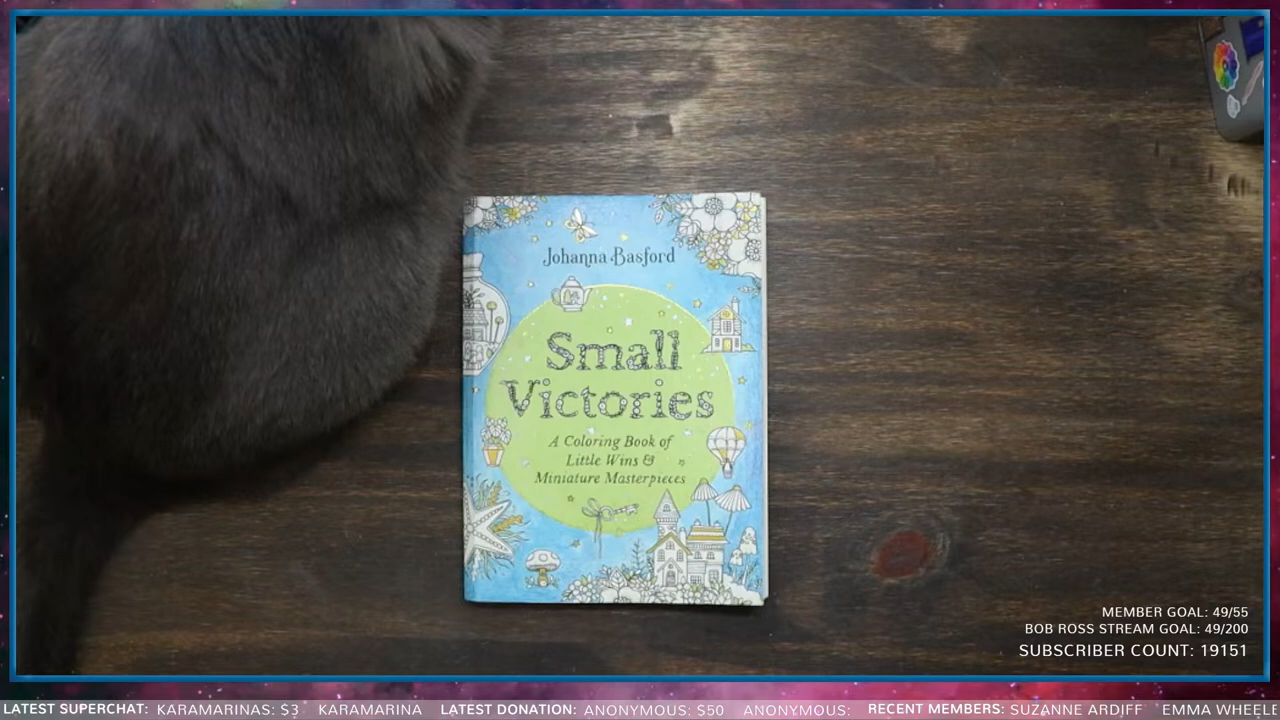 Johanna Basford
Small
Victories
A Coloring Book of
Little Wins &
Miniature Masterpieces
MEMBER GOAL: 49/55
BOB ROSS STREAM GOAL: 49/200
SUBSCRIBER COUNT: 19151
LATEST SUPERCHAT: KARAMARINAS: $3 KARAMARINA LATEST DONATION: ANONYMOUS: $50 ANONYMOUS: RECENT MEMBERS: SUZANNE ARDIFF EMMA WHEELE